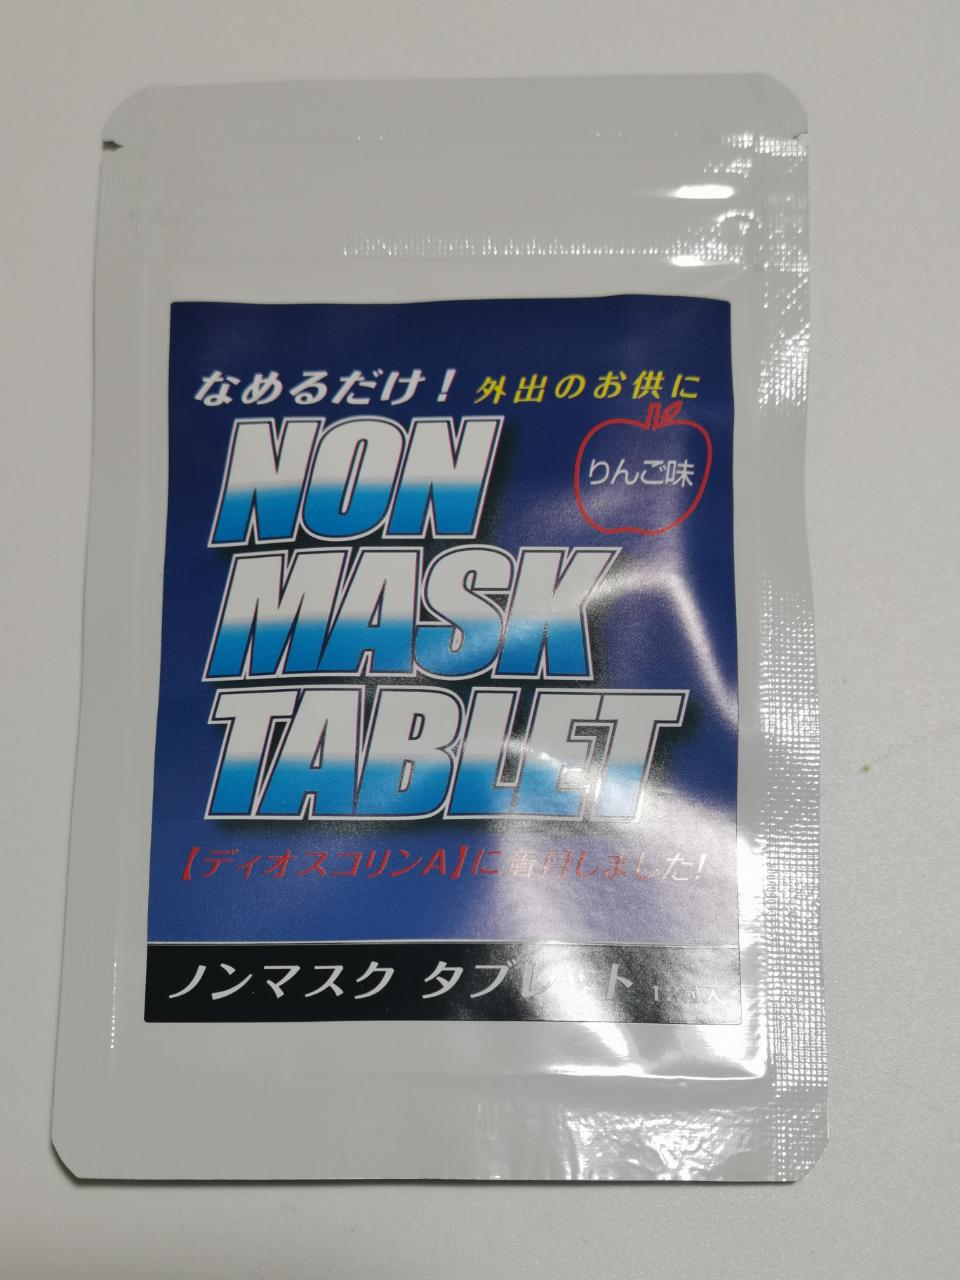 なめるだけ！ 外出のお供に
りんご味
NON
MASK
TABLET
【ディオスコリンA】に着目しました!
ノンマスク タブレット